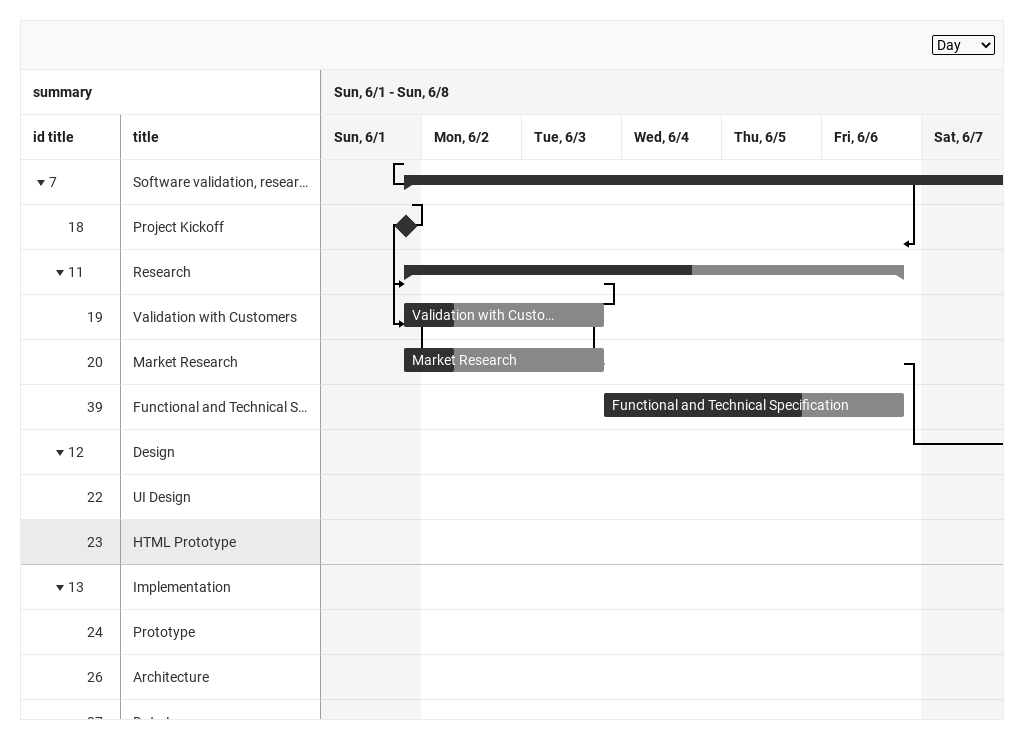 Day
summary
Sun, 6/1 - Sun, 6/8
id title title Sun, 6/1 Mon, 6/2 Tue, 6/3 Wed, 6/4 Thu, 6/5 Fri, 6/6 Sat, 6/7
7 Software validation, resear...
18 Project Kickoff
11 Research
19 Validation with Customers Validation with Custo...
20 Market Research Market Research
39 Functional and Technical S... Functional and Technical Specification
12 Design
22 UI Design
23 HTML Prototype
13 Implementation
24 Prototype
26 Architecture